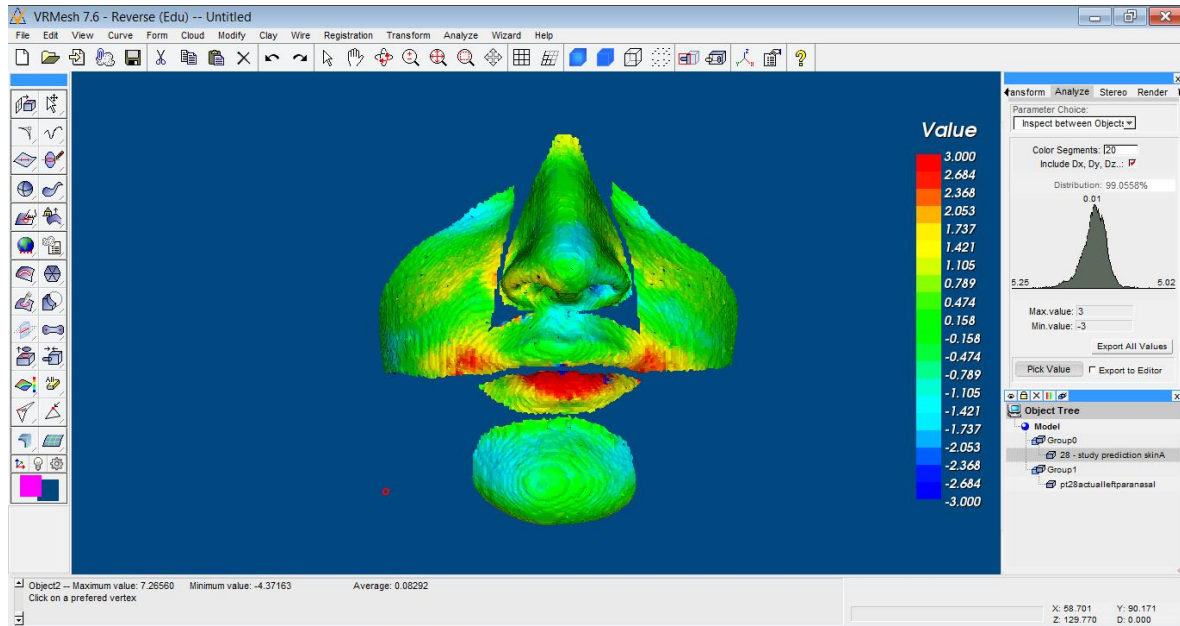 VRMesh 7.6 - Reverse (Edu) -- Untitled
File Edit View Curve Form Cloud Modify Clay Wire Registration Transform Analyze Wizard Help
ansform Analyze Stereo Render
Parameter Choice:
Inspect between Object:
Color Segments: 20
Include Dx, Dy, Dz..:
Distribution: 99.0558%
0.01
5.25 5.02
Max.value: 3
Min.value: -3
Export All Values
Pick Value Export to Editor
Value
3.000
2.684
2.368
2.053
1.737
1.421
1.105
0.789
0.474
0.158
-0.158
-0.474
-0.789
-1.105
-1.421
-1.737
-2.053
-2.368
-2.684
-3.000
All
Object Tree
Model
Group0
28 - study prediction skinA
Group1
pt28actualleftparanasal
Object2 -- Maximum value: 7.26560 Minimum value: -4.37163 Average: 0.08292
Click on a prefered vertex
X: 58.701 Y: 90.171
Z: 129.770 D: 0.000